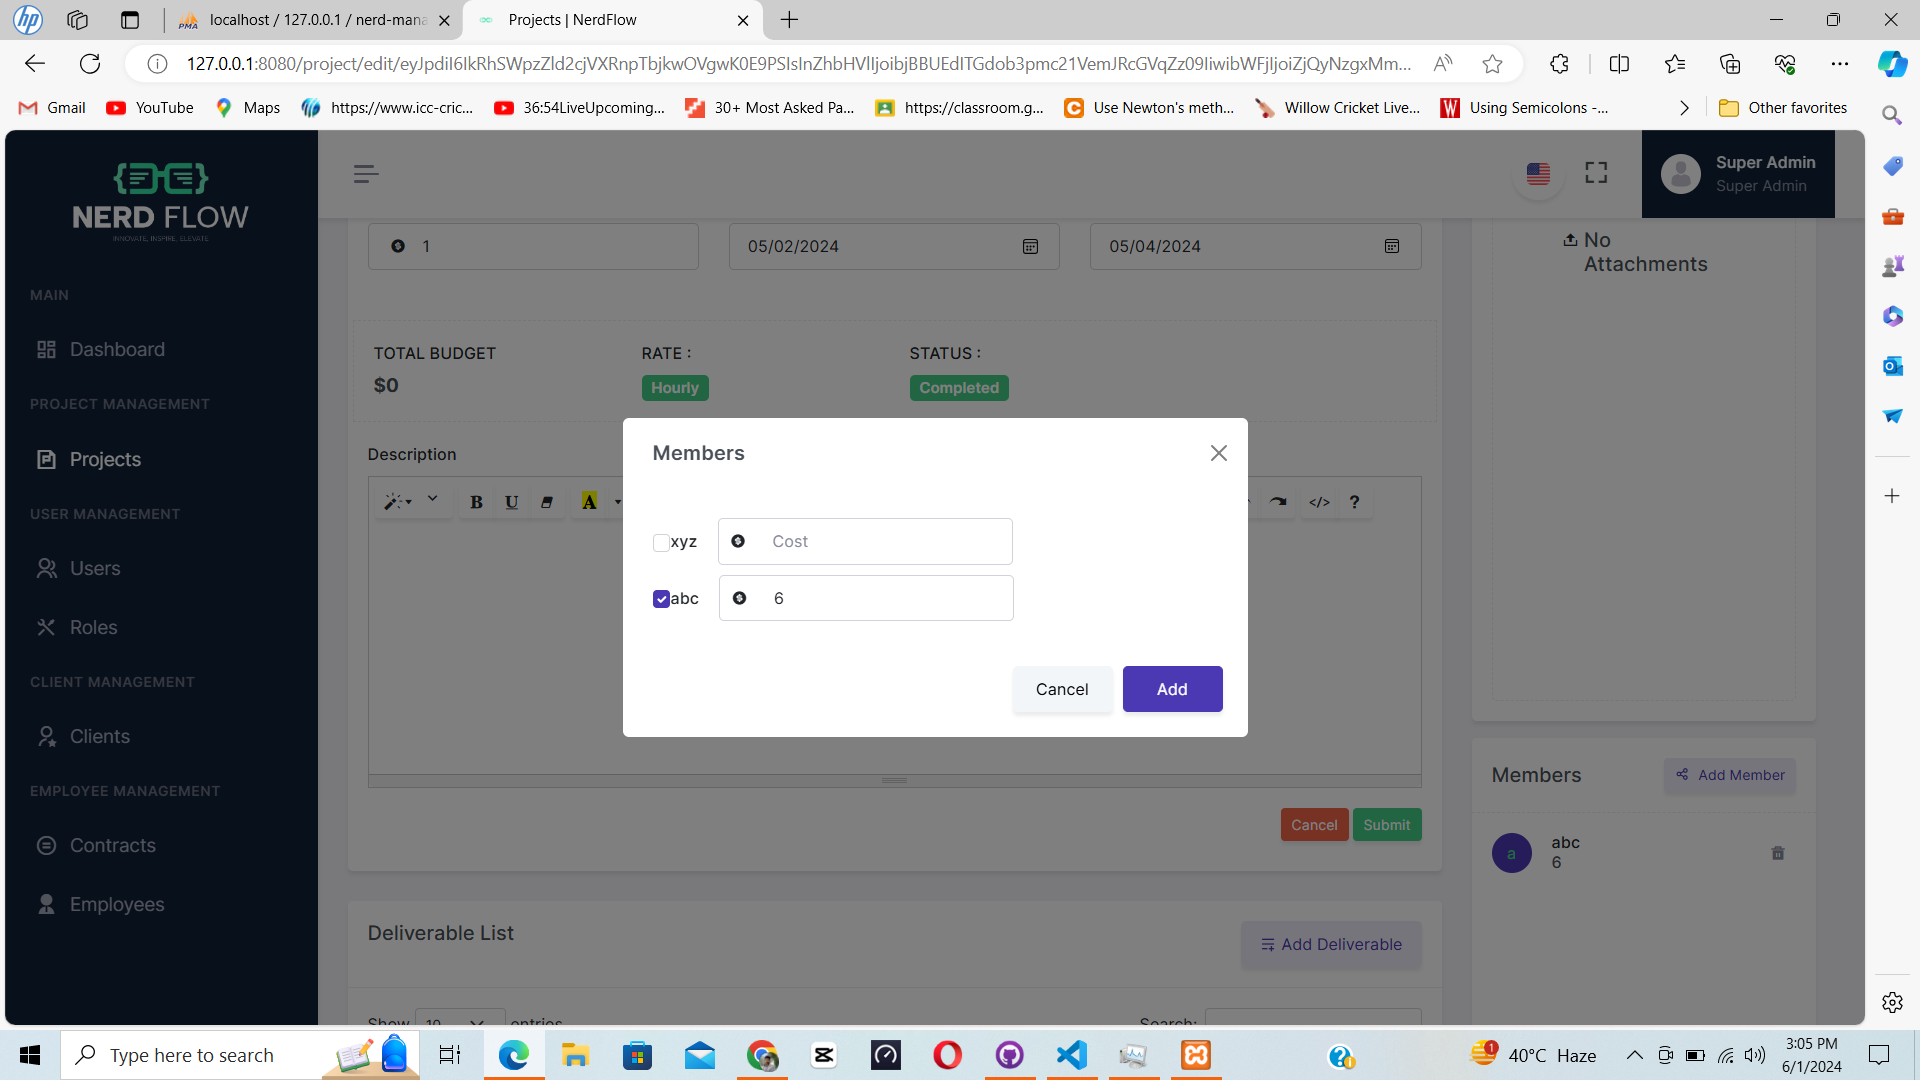 localhost / 127.0.0.1 / nerd-mana
Projects | NerdFlow
127.0.0.1:8080/project/edit/eyJpdiI6IkRhSWpzZld2cjVXRnpTbjkwOVgwK0E9PSIsInZhbHVlIjoibjBBUEdITGdob3pmc21VemJRcGVqZz09IiwibWFjIjoiZjQyNzgxMm...
Gmail
YouTube
Maps
https://www.icc-cric...
36:54LiveUpcoming...
30+ Most Asked Pa...
https://classroom.g...
Use Newton's meth...
Willow Cricket Live...
Using Semicolons -...
Other favorites
NERD FLOW
INNOVATE, INSPIRE, ELEVATE
Super Admin
Super Admin
MAIN
Dashboard
PROJECT MANAGEMENT
Projects
USER MANAGEMENT
Users
Roles
CLIENT MANAGEMENT
Clients
EMPLOYEE MANAGEMENT
Contracts
Employees
1
05/02/2024
05/04/2024
No
Attachments
TOTAL BUDGET
$0
RATE :
Hourly
STATUS :
Completed
Description
B U A </> ?
Members
xyz
Cost
abc
6
Cancel
Add
Cancel
Submit
Members
Add Member
a
abc
6
Deliverable List
Add Deliverable
Show 10 entries
Search:
Type here to search
1
40°C Haze
3:05 PM
6/1/2024